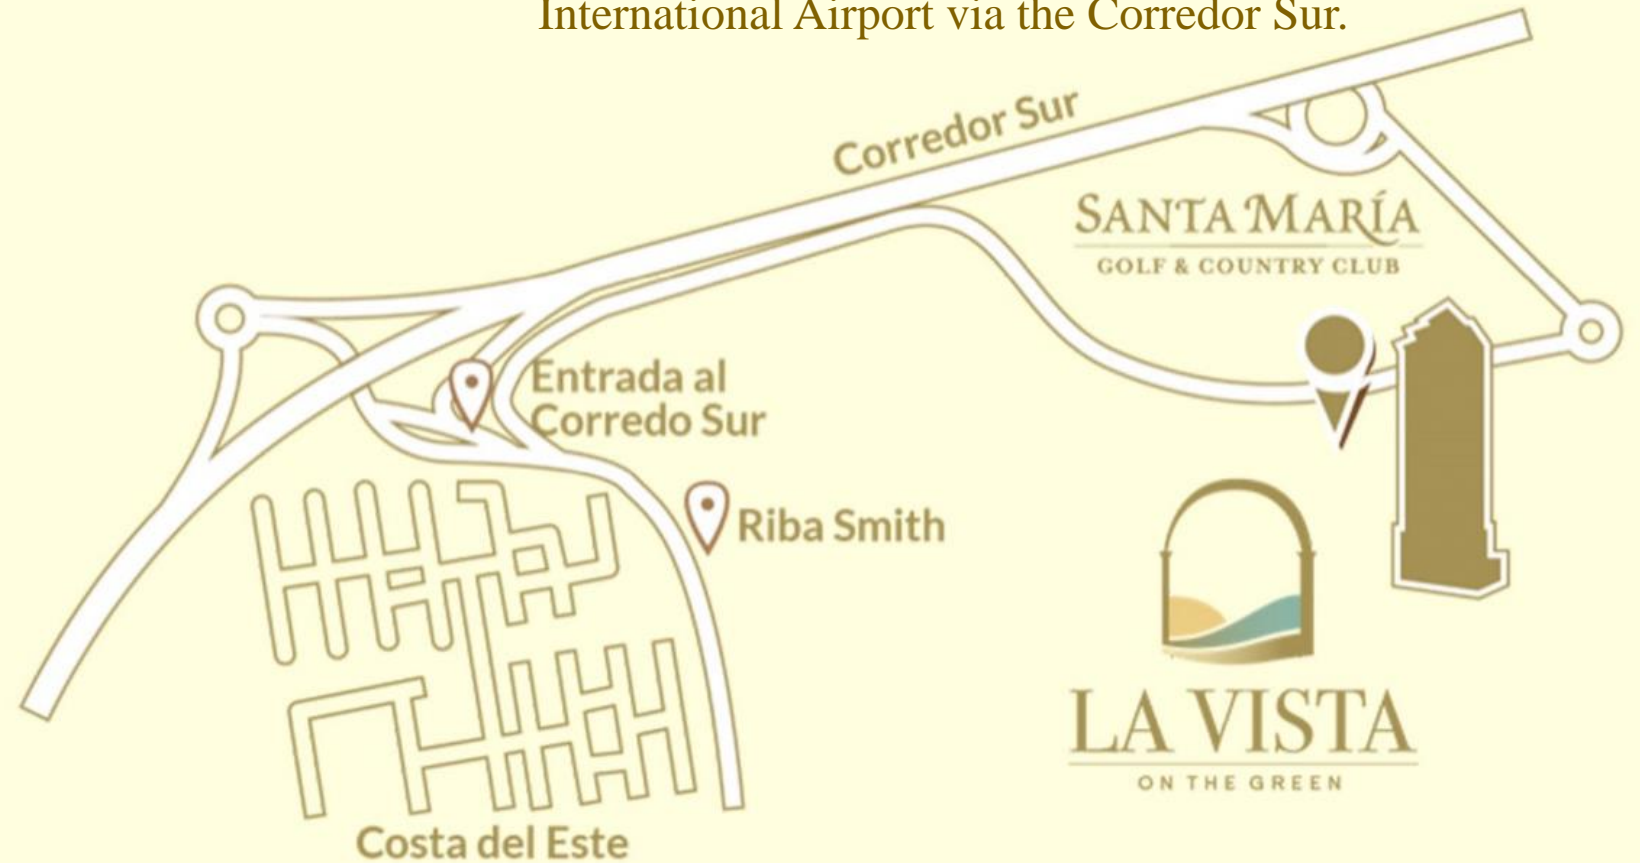 International Airport via the Corredor Sur.
Corredor Sur
SANTA MARÍA
GOLF & COUNTRY CLUB
Entrada al
Corredo Sur
Riba Smith
LA VISTA
ON THE GREEN
Costa del Este